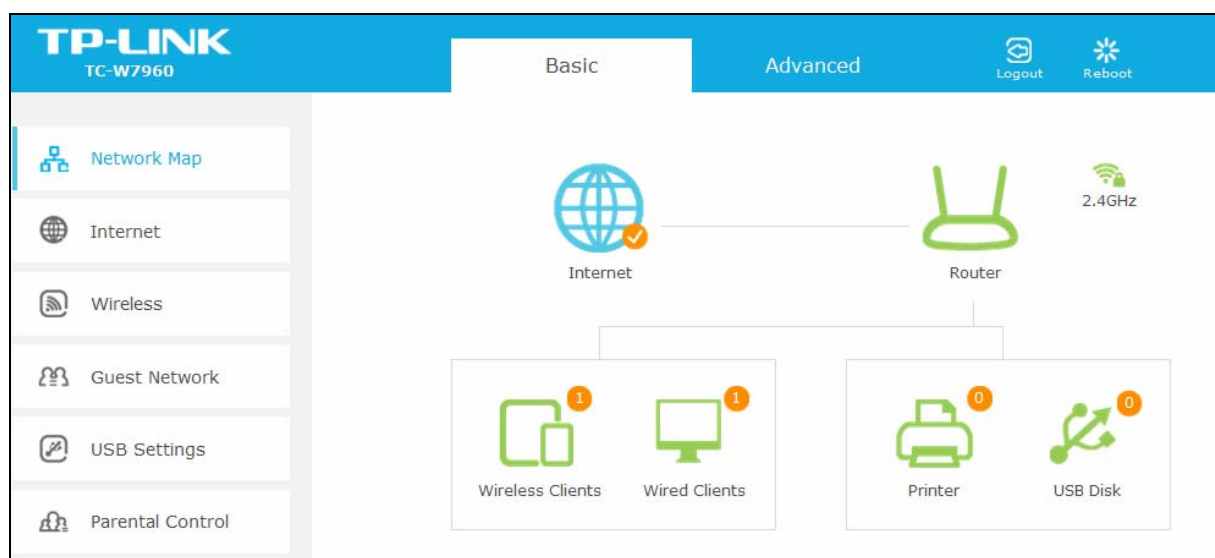 TP-LINK
TC-W7960
Basic
Advanced
Logout
Reboot
Network Map
Internet
Wireless
Guest Network
USB Settings
Parental Control
2.4GHz
Internet
Router
1
1
0
0
Wireless Clients
Wired Clients
Printer
USB Disk